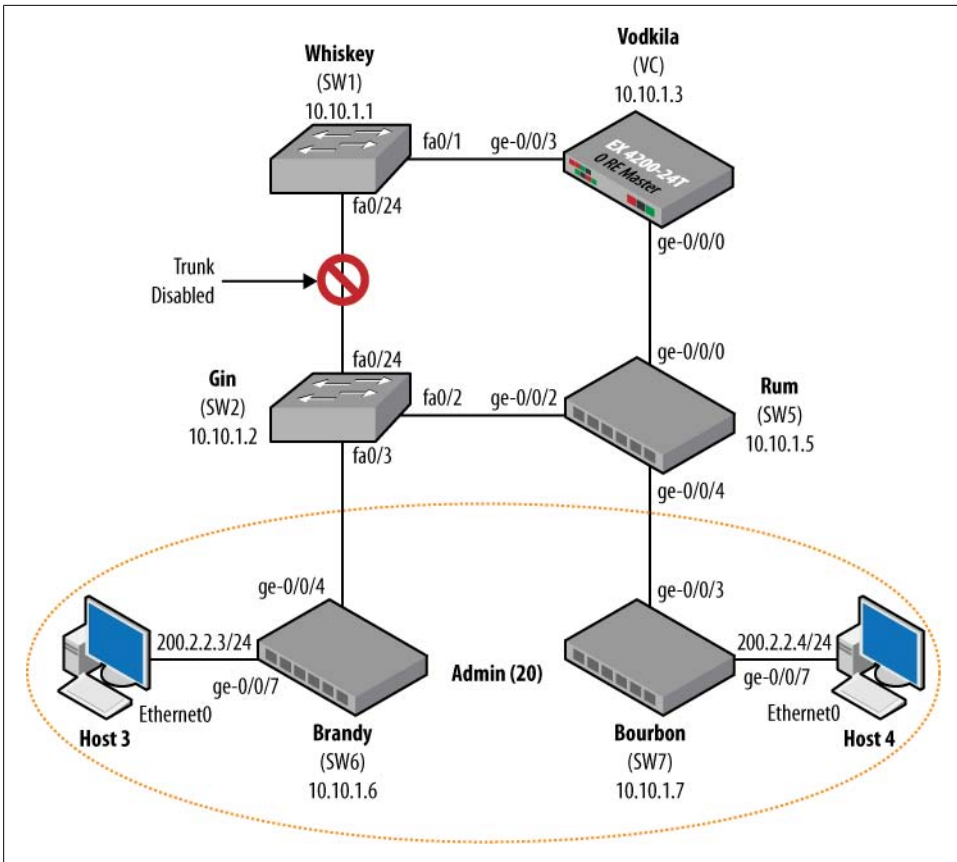 Whiskey
(SW1)
10.10.1.1
Vodkila
(VC)
10.10.1.3
fa0/1
ge-0/0/3
EX 4200-24T
0 RE Master
fa0/24
ge-0/0/0
Trunk
Disabled
fa0/24
ge-0/0/0
Gin
(SW2)
10.10.1.2
fa0/2
ge-0/0/2
Rum
(SW5)
10.10.1.5
fa0/3
ge-0/0/4
ge-0/0/4
ge-0/0/3
200.2.2.3/24
ge-0/0/7
Admin (20)
200.2.2.4/24
ge-0/0/7
Ethernet0
Host 3
Brandy
(SW6)
10.10.1.6
Bourbon
(SW7)
10.10.1.7
Ethernet0
Host 4